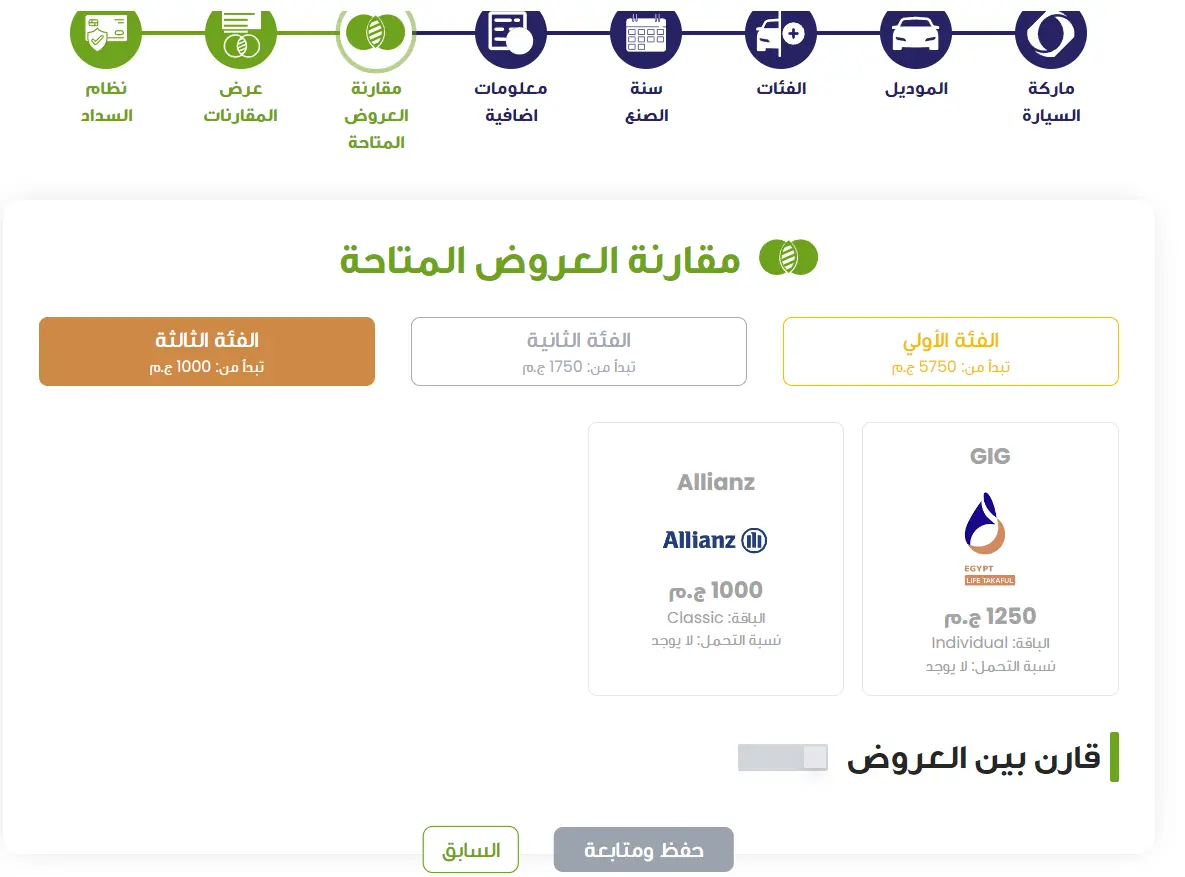 ماركة
السيارة
الموديل
الفئات
سنة
الصنع
معلومات
اضافية
مقارنة
العروض
المتاحة
عرض
المقارنات
نظام
السداد
مقارنة العروض المتاحة
الفئة الأولي
تبدأ من: 5750 ج.م
الفئة الثانية
تبدأ من: 1750 ج.م
الفئة الثالثة
تبدأ من: 1000 ج.م
GIG
EGYPT
LIFE TAKAFUL
1250 ج.م
الباقة: Individual
نسبة التحمل: لا يوجد
Allianz
Allianz
1000 ج.م
الباقة: Classic
نسبة التحمل: لا يوجد
قارن بين العروض
حفظ ومتابعة
السابق